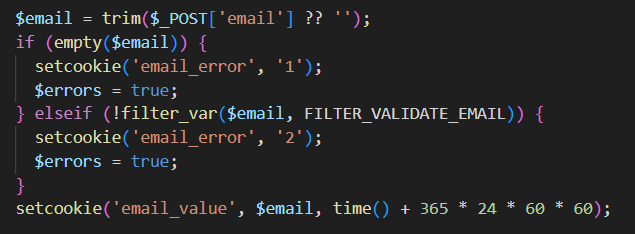 $email = trim($_POST['email'] ?? '');
if (empty($email)) {
  setcookie('email_error', '1');
  $errors = true;
} elseif (!filter_var($email, FILTER_VALIDATE_EMAIL)) {
  setcookie('email_error', '2');
  $errors = true;
}
setcookie('email_value', $email, time() + 365 * 24 * 60 * 60);